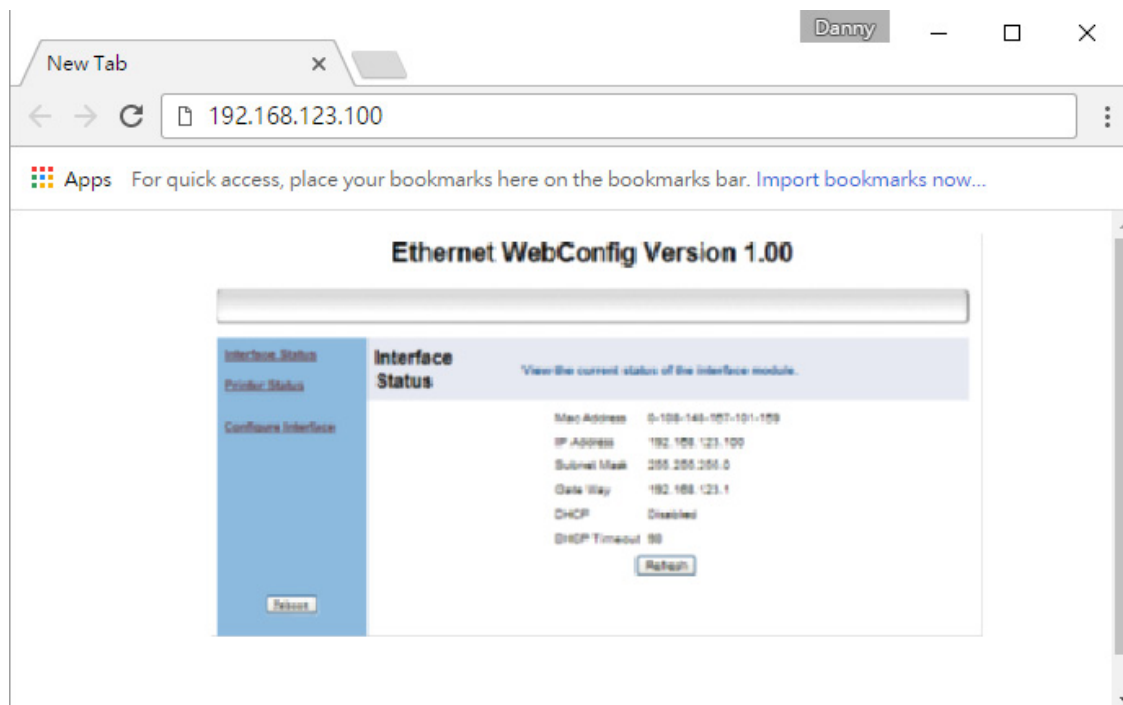 Danny
New Tab
192.168.123.100
Apps For quick access, place your bookmarks here on the bookmarks bar. Import bookmarks now...
Ethernet WebConfig Version 1.00
Interface Status
Printer Status
Configure Interface
Reboot
Interface
Status
View the current status of the interface module.
Mac Address
IP Address 192.168.123.100
Subnet Mask 255.255.255.0
Gate Way 192.168.123.1
DHCP Disabled
DHCP Timeout
Refresh